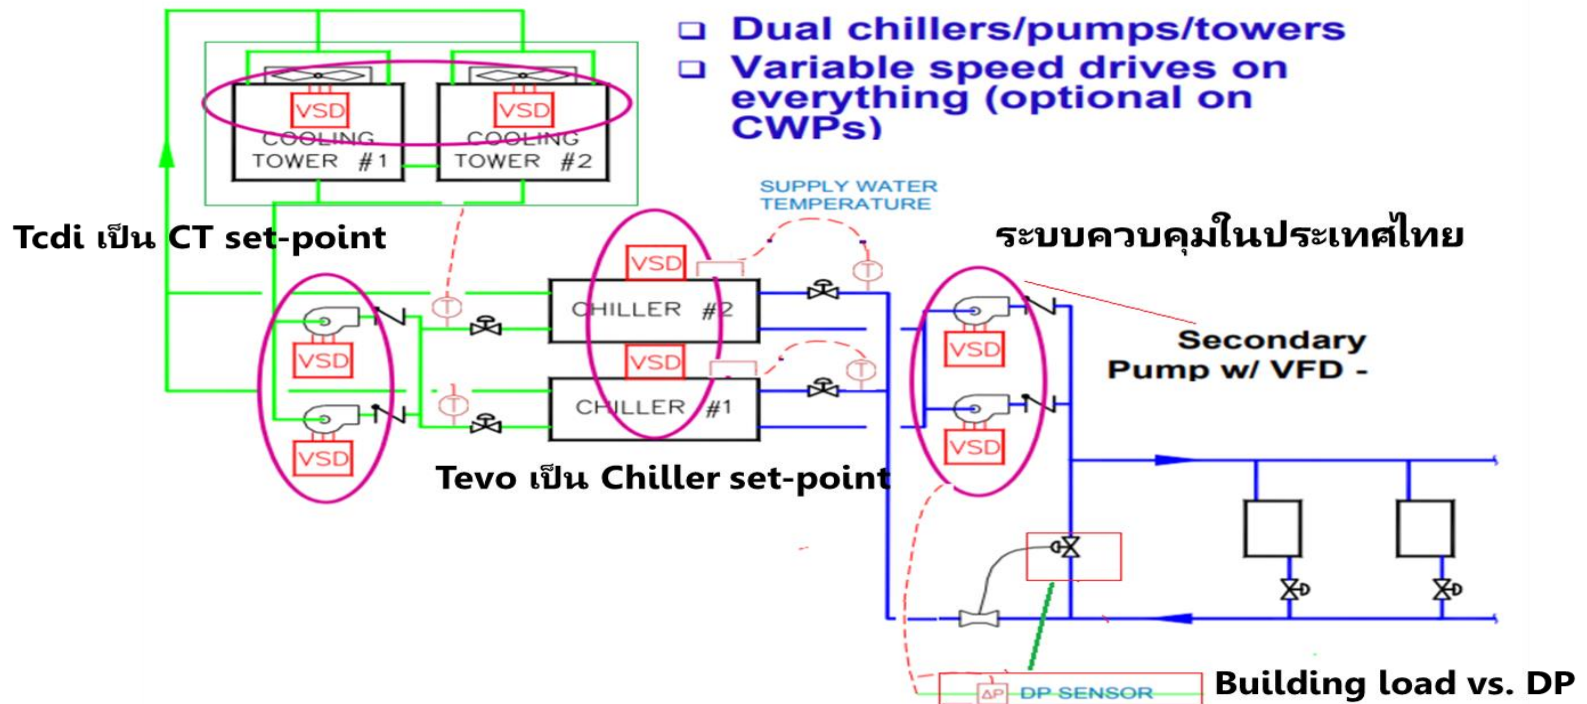 ❑ Dual chillers/pumps/towers
❑ Variable speed drives on
everything (optional on
CWPs)
VSD
VSD
COOLING
TOWER #1
COOLING
TOWER #2
SUPPLY WATER
TEMPERATURE
Tcdi เป็น CT set-point
ระบบควบคุมในประเทศไทย
VSD
T
T
CHILLER #2
VSD
VSD
Secondary
Pump w/ VFD -
VSD
T
T
CHILLER #1
VSD
VSD
Tevo เป็น Chiller set-point
ΔP DP SENSOR
Building load vs. DP